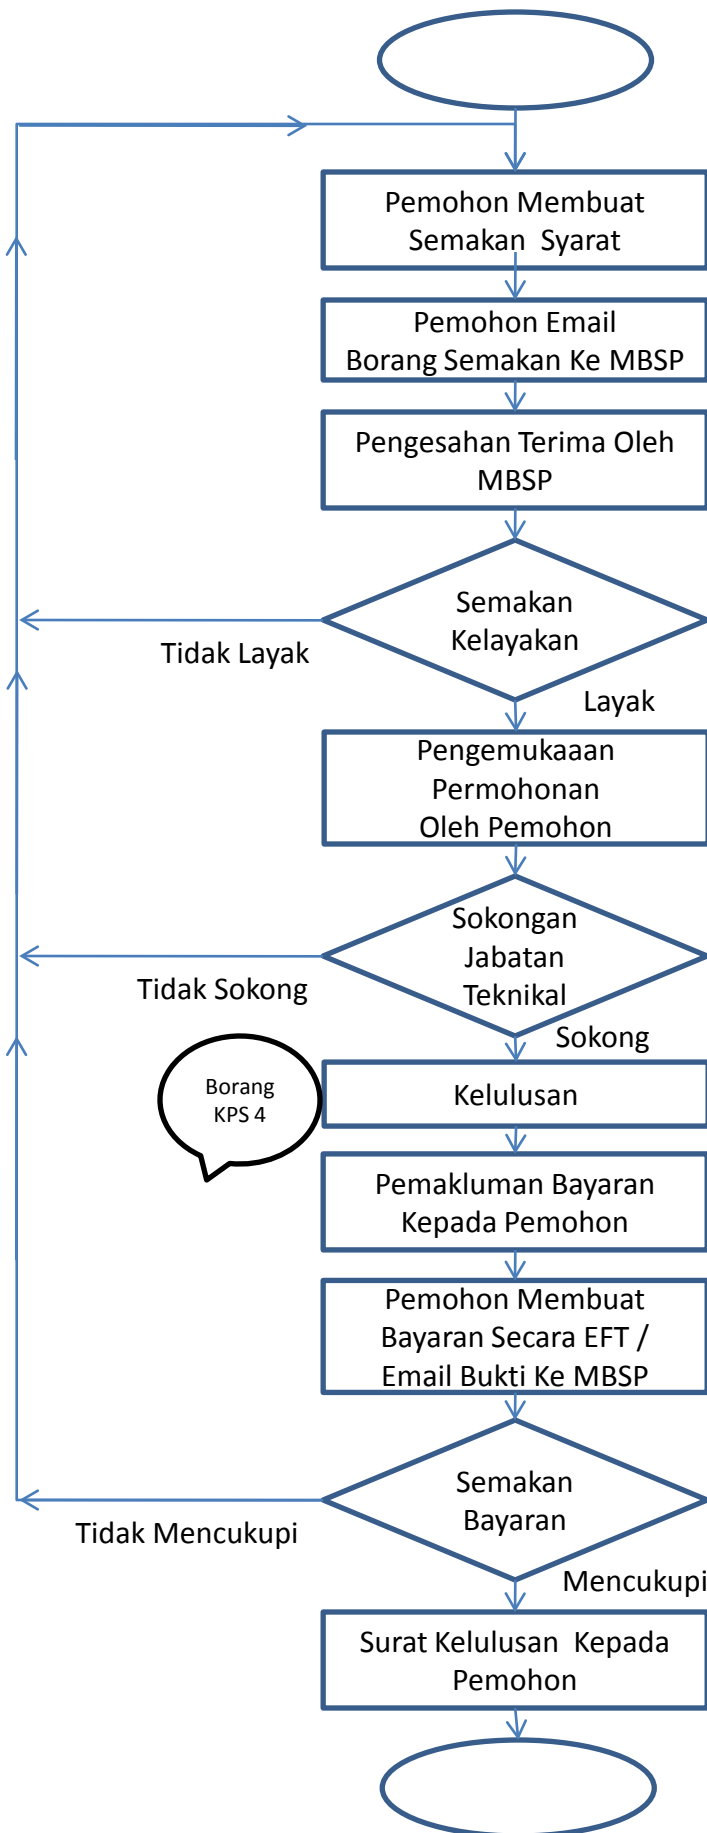 Pemohon Membuat
Semakan Syarat
Pemohon Email
Borang Semakan Ke MBSP
Pengesahan Terima Oleh
MBSP
Semakan
Kelayakan
Tidak Layak
Layak
Pengemukaaan
Permohonan
Oleh Pemohon
Sokongan
Jabatan
Teknikal
Tidak Sokong
Sokong
Borang
KPS 4
Kelulusan
Pemakluman Bayaran
Kepada Pemohon
Pemohon Membuat
Bayaran Secara EFT /
Email Bukti Ke MBSP
Semakan
Bayaran
Tidak Mencukupi
Mencukupi
Surat Kelulusan Kepada
Pemohon